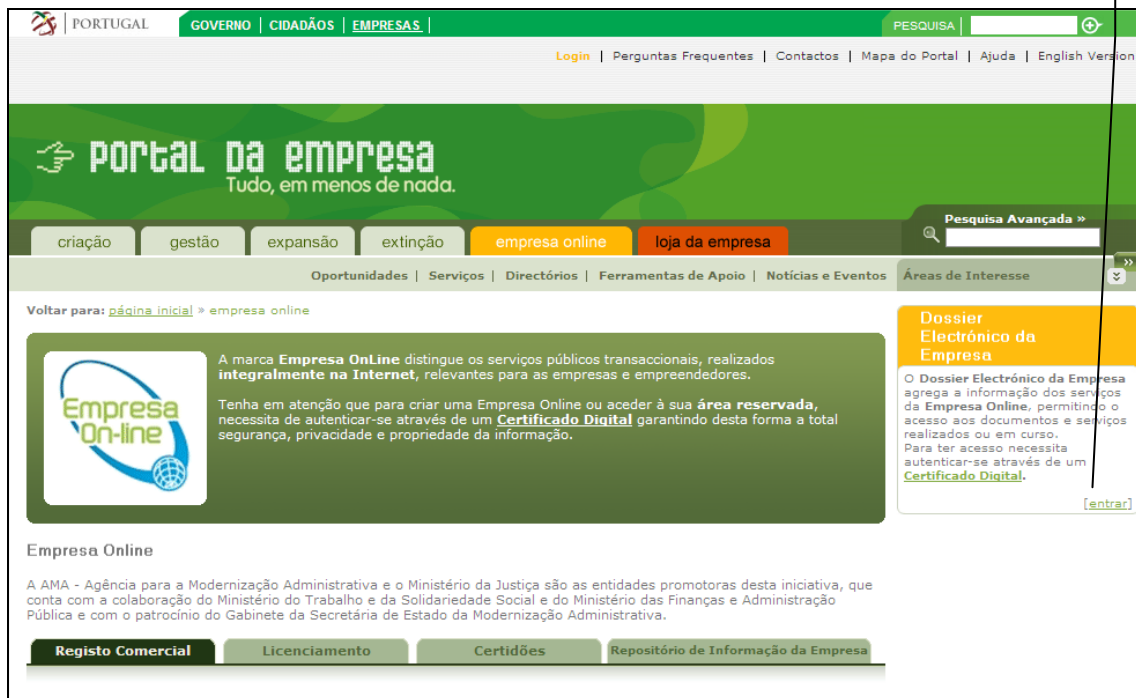 PORTUGAL GOVERNO | CIDADÃOS | EMPRESAS | PESQUISA |
Login | Perguntas Frequentes | Contactos | Mapa do Portal | Ajuda | English Version
portal da empresa
Tudo, em menos de nada.
Pesquisa Avançada »
criação gestão expansão extinção empresa online loja da empresa
Oportunidades | Serviços | Directórios | Ferramentas de Apoio | Notícias e Eventos
Áreas de Interesse
Voltar para: página inicial » empresa online
Empresa
On-line
A marca Empresa OnLine distingue os serviços públicos transaccionais, realizados
integralmente na Internet, relevantes para as empresas e empreendedores.
Tenha em atenção que para criar uma Empresa Online ou aceder à sua área reservada,
necessita de autenticar-se através de um Certificado Digital garantindo desta forma a total
segurança, privacidade e propriedade da informação.
Dossier
Electrónico da
Empresa
O Dossier Electrónico da Empresa
agrega a informação dos serviços
da Empresa Online, permitindo o
acesso aos documentos e serviços
realizados ou em curso.
Para ter acesso necessita
autenticar-se através de um
Certificado Digital.
[entrar]
Empresa Online
A AMA - Agência para a Modernização Administrativa e o Ministério da Justiça são as entidades promotoras desta iniciativa, que
conta com a colaboração do Ministério do Trabalho e da Solidariedade Social e do Ministério das Finanças e Administração
Pública e com o patrocínio do Gabinete da Secretária de Estado da Modernização Administrativa.
Registo Comercial Licenciamento Certidões Repositório de Informação da Empresa